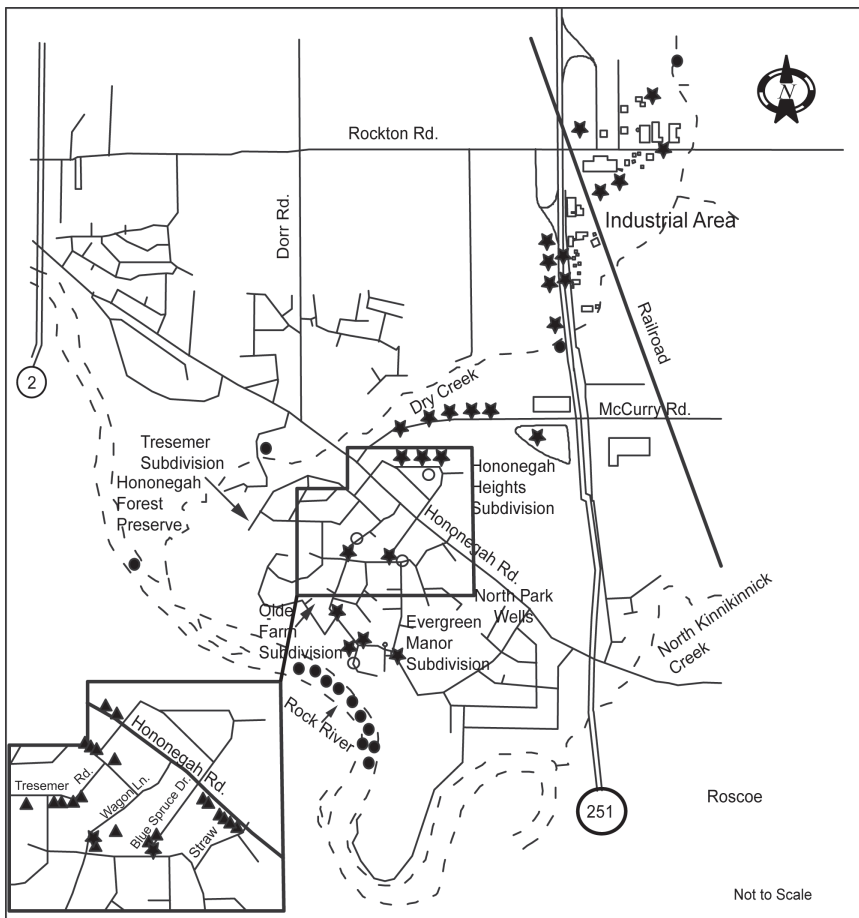 N
Rockton Rd.
Dorr Rd.
Industrial Area
Railroad
2
Dry Creek
McCurry Rd.
Tresemer
Subdivision
Hononegah
Forest
Preserve
Hononegah
Heights
Subdivision
Hononegah Rd.
North Park
Wells
Olde
Farm
Subdivision
Evergreen
Manor
Subdivision
North Kinnikinnick
Creek
Rock River
Hononegah Rd.
Tresemer Rd.
Wagon Ln.
Blue Spruce Dr.
Straw
251
Roscoe
Not to Scale